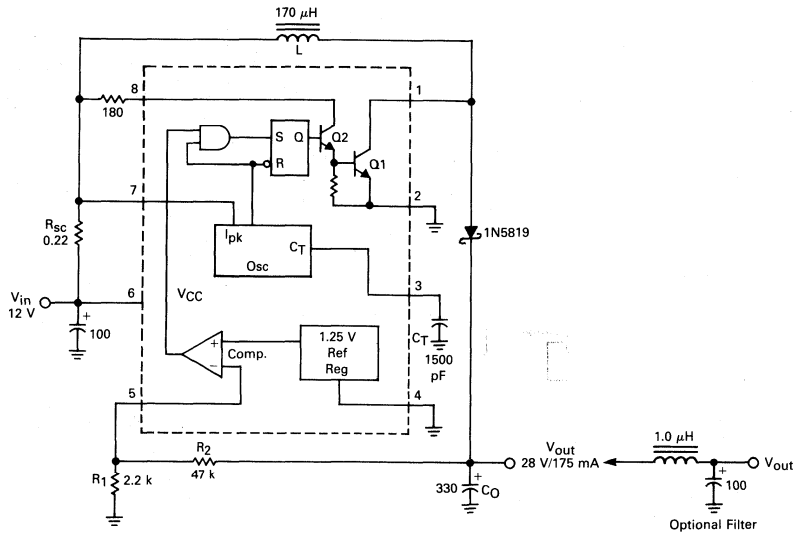 170 μH
L
8
1
180
S Q
Q2
R
Q1
7
2
Rsc
0.22
Ipk
CT
Osc
1N5819
Vin
12 V
6
VCC
3
+
100
+
−
Comp.
1.25 V
Ref
Reg
CT
1500
pF
5
4
R2
47 k
R1
2.2 k
Vout
28 V/175 mA
1.0 μH
Vout
330
+
CO
+
100
Optional Filter